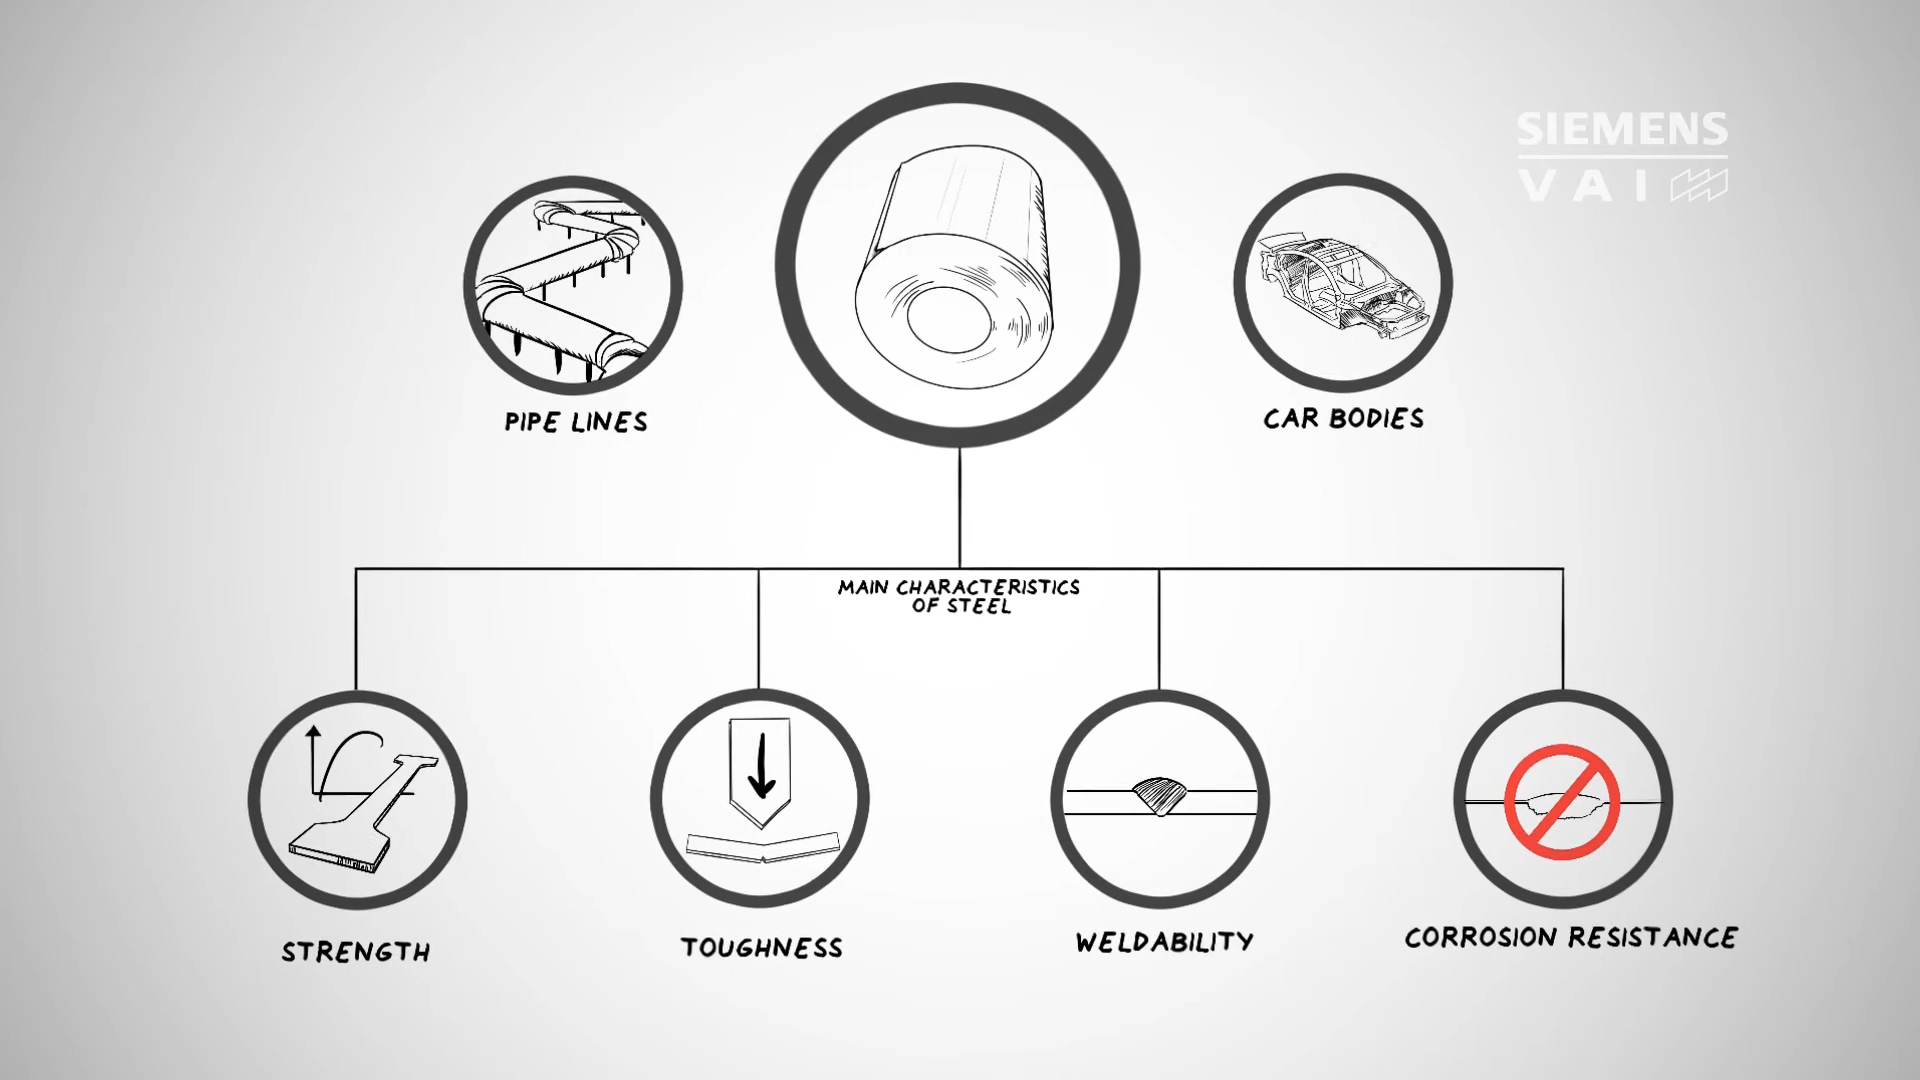 SIEMENS
VAI
PIPE LINES
CAR BODIES
MAIN CHARACTERISTICS
OF STEEL
STRENGTH
TOUGHNESS
WELDABILITY
CORROSION RESISTANCE